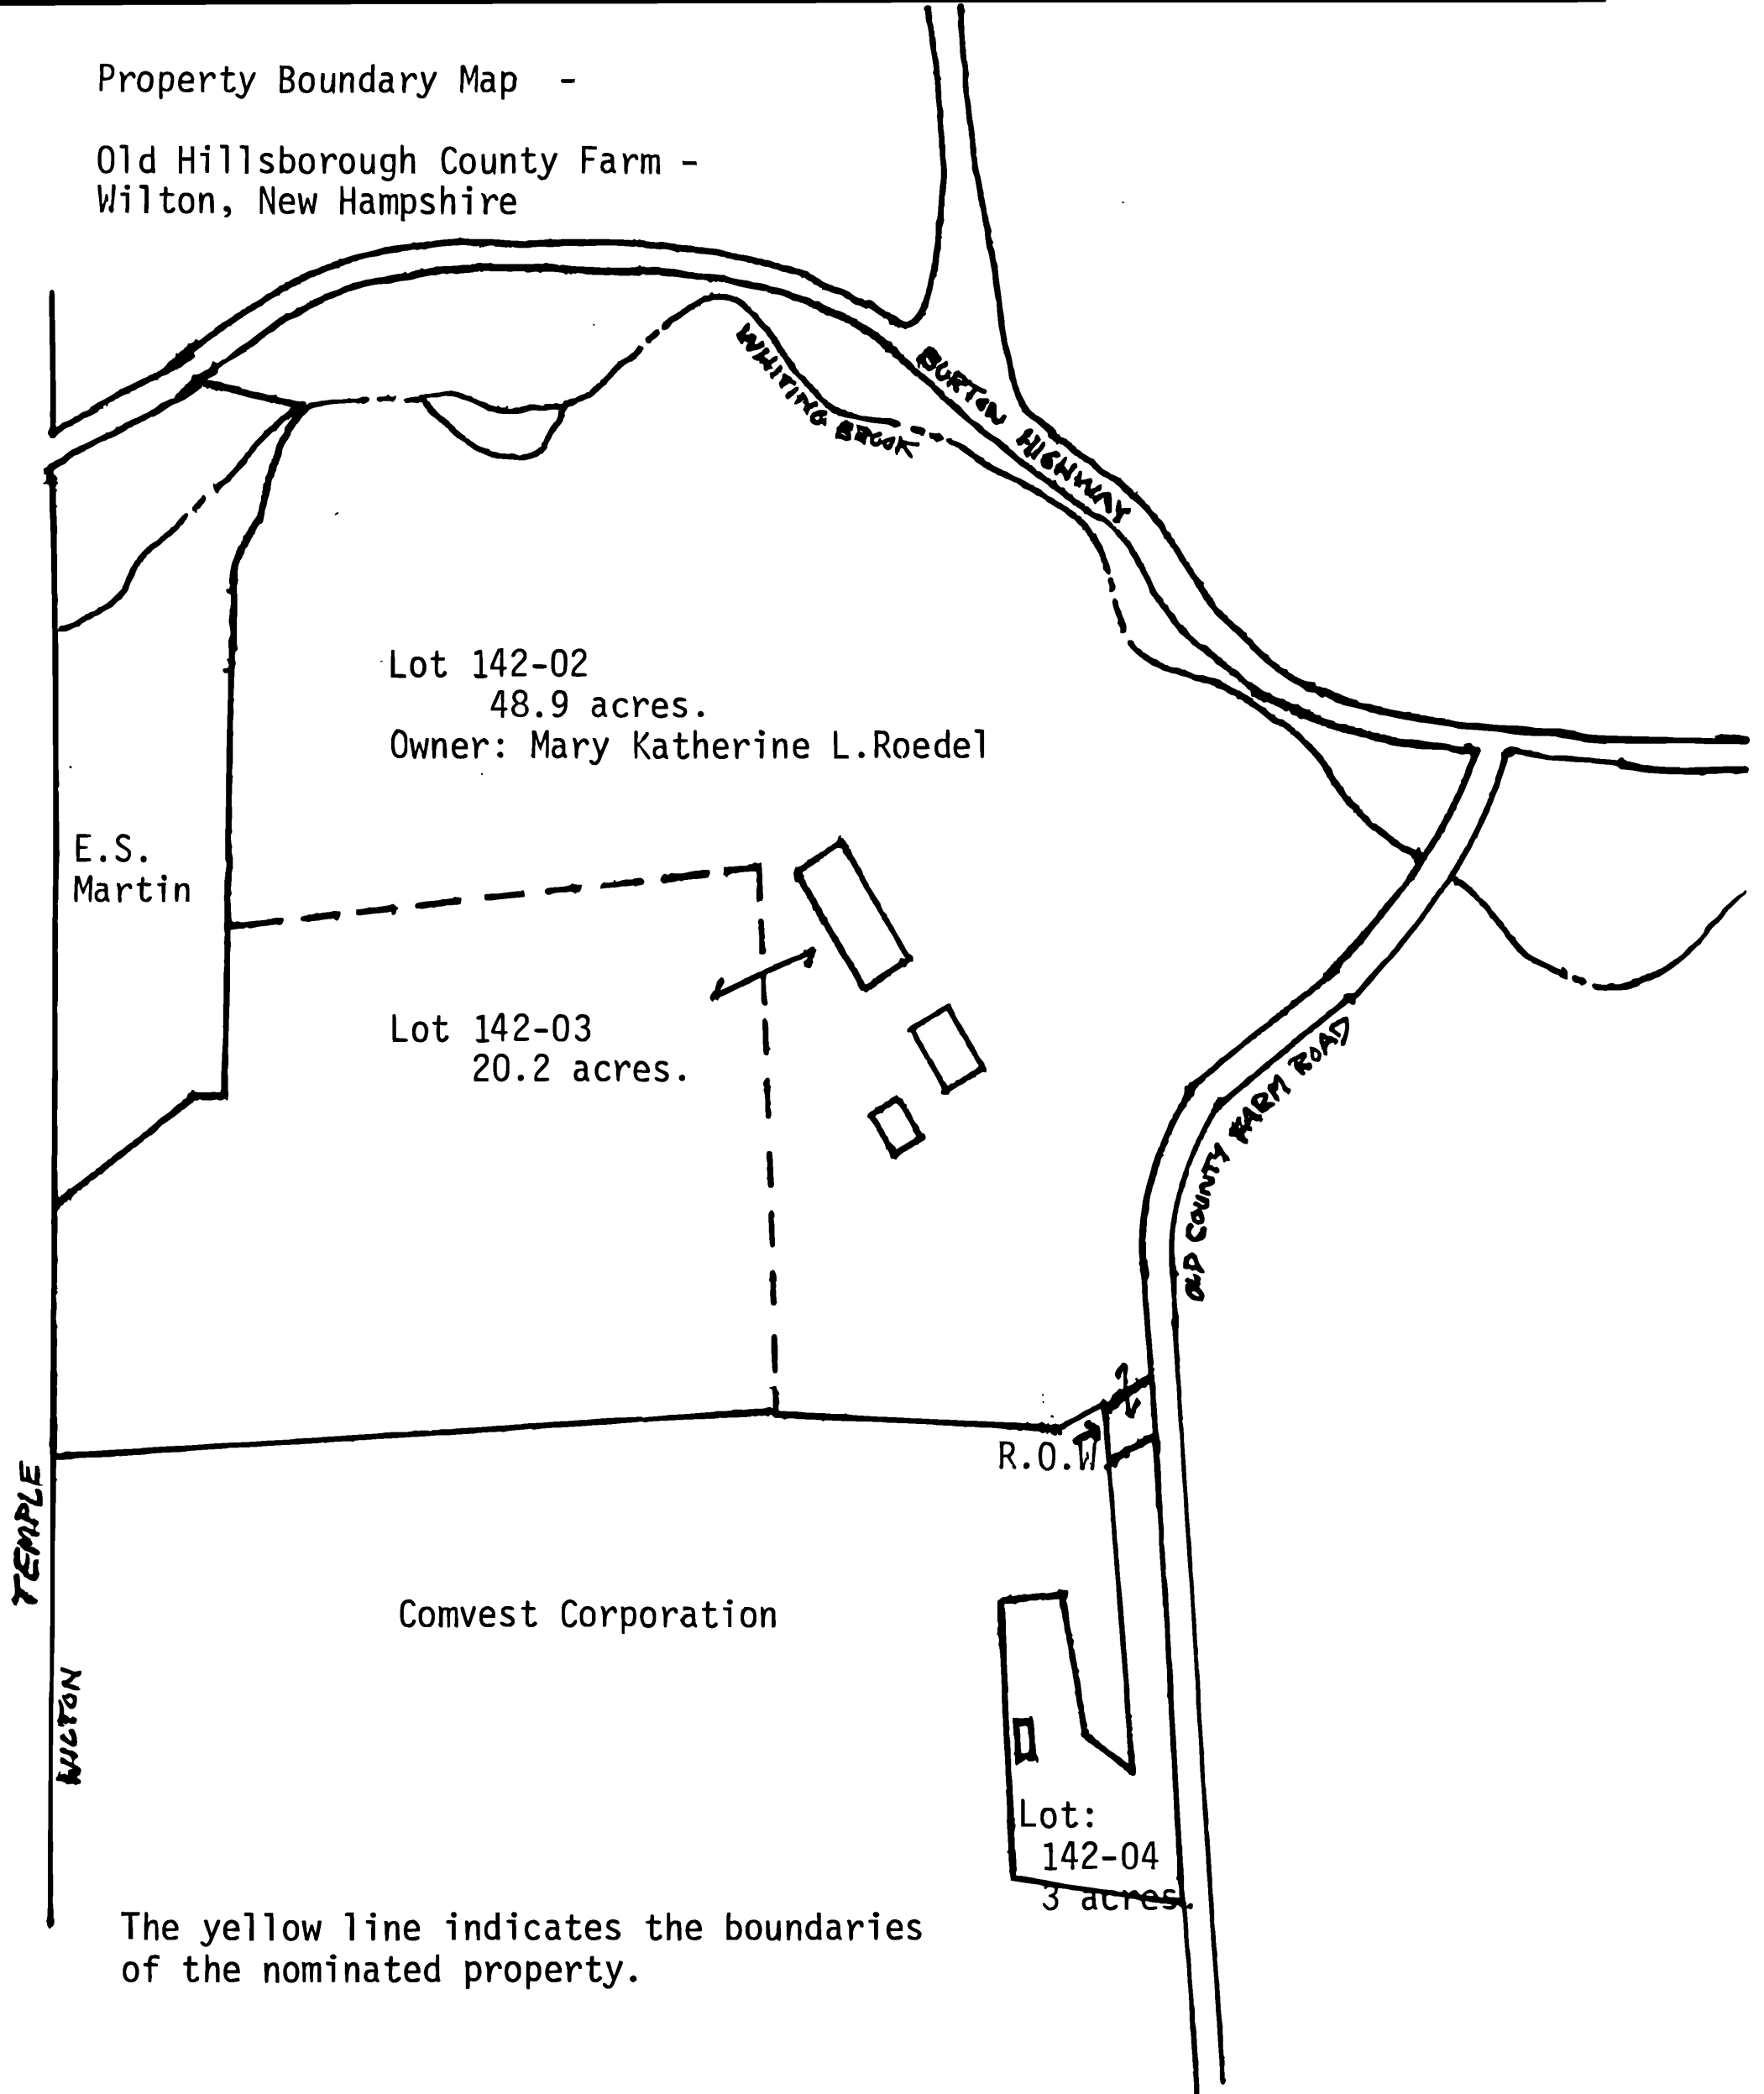 Property Boundary Map -
Old Hillsborough County Farm -
Wilton, New Hampshire
WHITING BROOK
BURTON HIGHWAY
Lot 142-02
48.9 acres.
Owner: Mary Katherine L.Roedel
E.S.
Martin
Lot 142-03
20.2 acres.
OLD COUNTY FARM ROAD
R.O.W
TEMPLE
WILTON
Comvest Corporation
Lot:
142-04
3 acres.
The yellow line indicates the boundaries
of the nominated property.